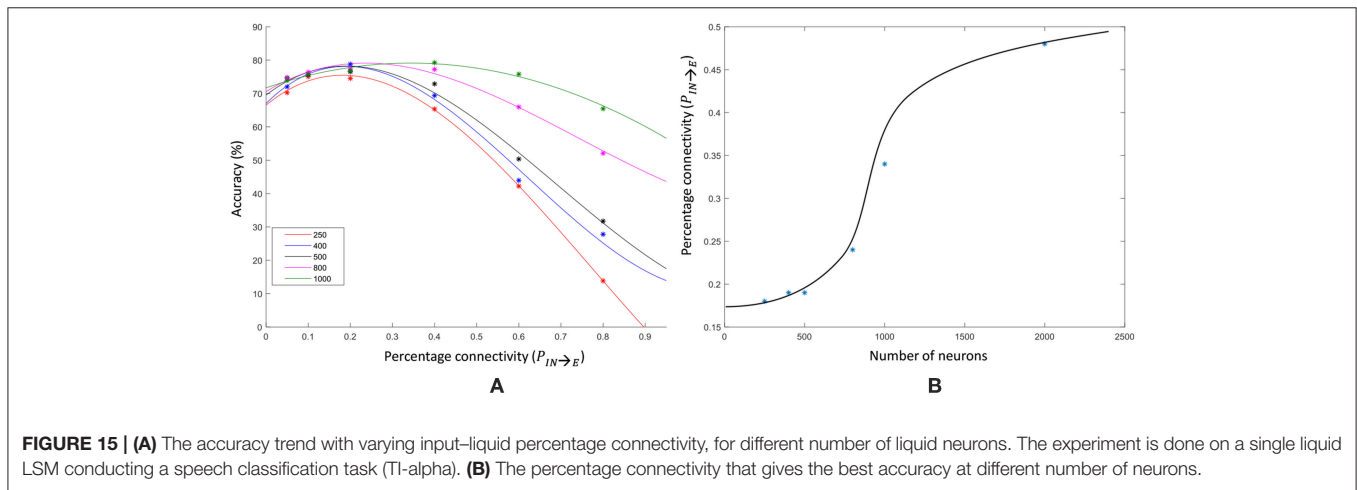 90
80
70
60
50
40
30
20
10
0
Accuracy (%)
250
400
500
800
1000
0 0.1 0.2 0.3 0.4 0.5 0.6 0.7 0.8 0.9
Percentage connectivity (P_{IN→E})
A
0.5
0.45
0.4
0.35
0.3
0.25
0.2
0.15
Percentage connectivity (P_{IN→E})
0 500 1000 1500 2000 2500
Number of neurons
B
FIGURE 15 | (A) The accuracy trend with varying input–liquid percentage connectivity, for different number of liquid neurons. The experiment is done on a single liquid
LSM conducting a speech classification task (TI-alpha). (B) The percentage connectivity that gives the best accuracy at different number of neurons.